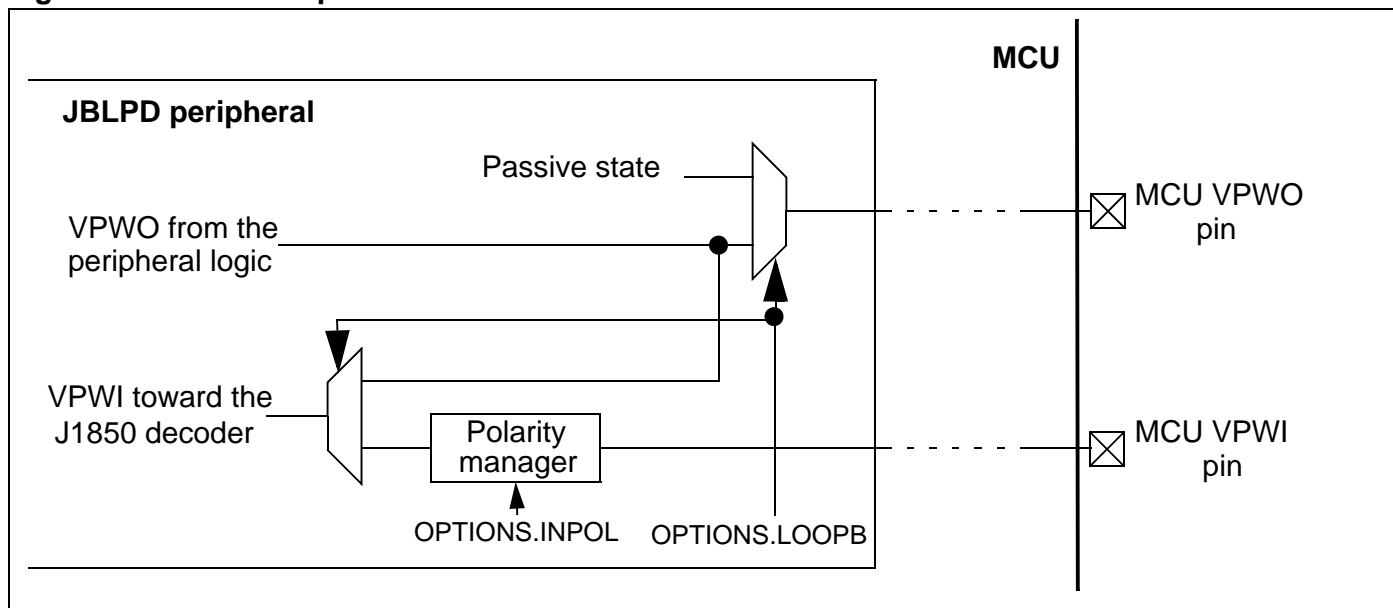 MCU
JBLPD peripheral
Passive state
MCU VPWO
pin
VPWO from the
peripheral logic
VPWI toward the
J1850 decoder
Polarity
manager
MCU VPWI
pin
OPTIONS.INPOL
OPTIONS.LOOPB